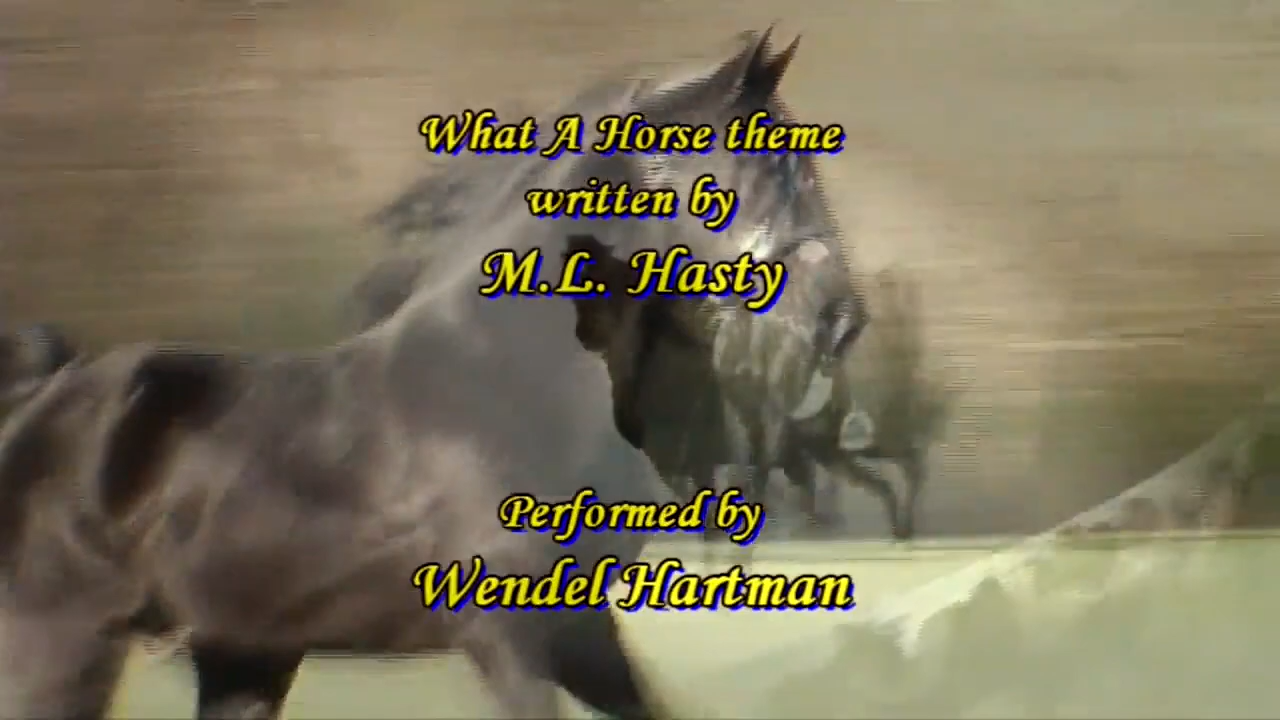 What A Horse theme
written by
M.L. Hasty
Performed by
Wendel Hartman